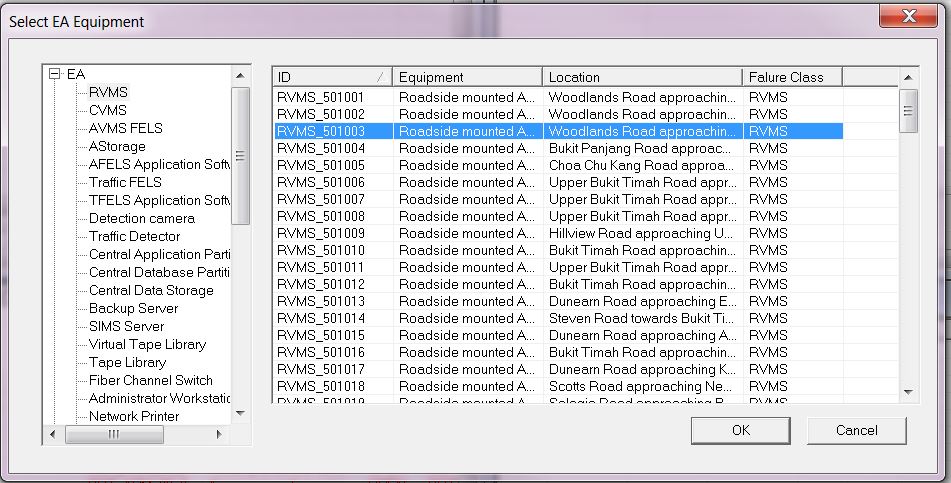 Select EA Equipment
EA
RVMS
CVMS
AVMS FELS
AStorage
AFELS Application Softw
Traffic FELS
TFELS Application Softw
Detection camera
Traffic Detector
Central Application Parti
Central Database Partiti
Central Data Storage
Backup Server
SIMS Server
Virtual Tape Library
Tape Library
Fiber Channel Switch
Administrator Workstatic
Network Printer
ID Equipment Location Falure Class
RVMS_501001 Roadside mounted A... Woodlands Road approachin... RVMS
RVMS_501002 Roadside mounted A... Woodlands Road approachin... RVMS
RVMS_501003 Roadside mounted A... Woodlands Road approachin... RVMS
RVMS_501004 Roadside mounted A... Bukit Panjang Road approac... RVMS
RVMS_501005 Roadside mounted A... Choa Chu Kang Road approa... RVMS
RVMS_501006 Roadside mounted A... Upper Bukit Timah Road appr... RVMS
RVMS_501007 Roadside mounted A... Upper Bukit Timah Road appr... RVMS
RVMS_501008 Roadside mounted A... Upper Bukit Timah Road appr... RVMS
RVMS_501009 Roadside mounted A... Hillview Road approaching U... RVMS
RVMS_501010 Roadside mounted A... Bukit Timah Road approachin... RVMS
RVMS_501011 Roadside mounted A... Upper Bukit Timah Road appr... RVMS
RVMS_501012 Roadside mounted A... Bukit Timah Road approachin... RVMS
RVMS_501013 Roadside mounted A... Dunearn Road approaching E... RVMS
RVMS_501014 Roadside mounted A... Steven Road towards Bukit Ti... RVMS
RVMS_501015 Roadside mounted A... Dunearn Road approaching A... RVMS
RVMS_501016 Roadside mounted A... Bukit Timah Road approachin... RVMS
RVMS_501017 Roadside mounted A... Dunearn Road approaching K... RVMS
RVMS_501018 Roadside mounted A... Scotts Road approaching Ne... RVMS
RVMS_501019 Roadside mounted A... Road approaching RVMS
OK Cancel